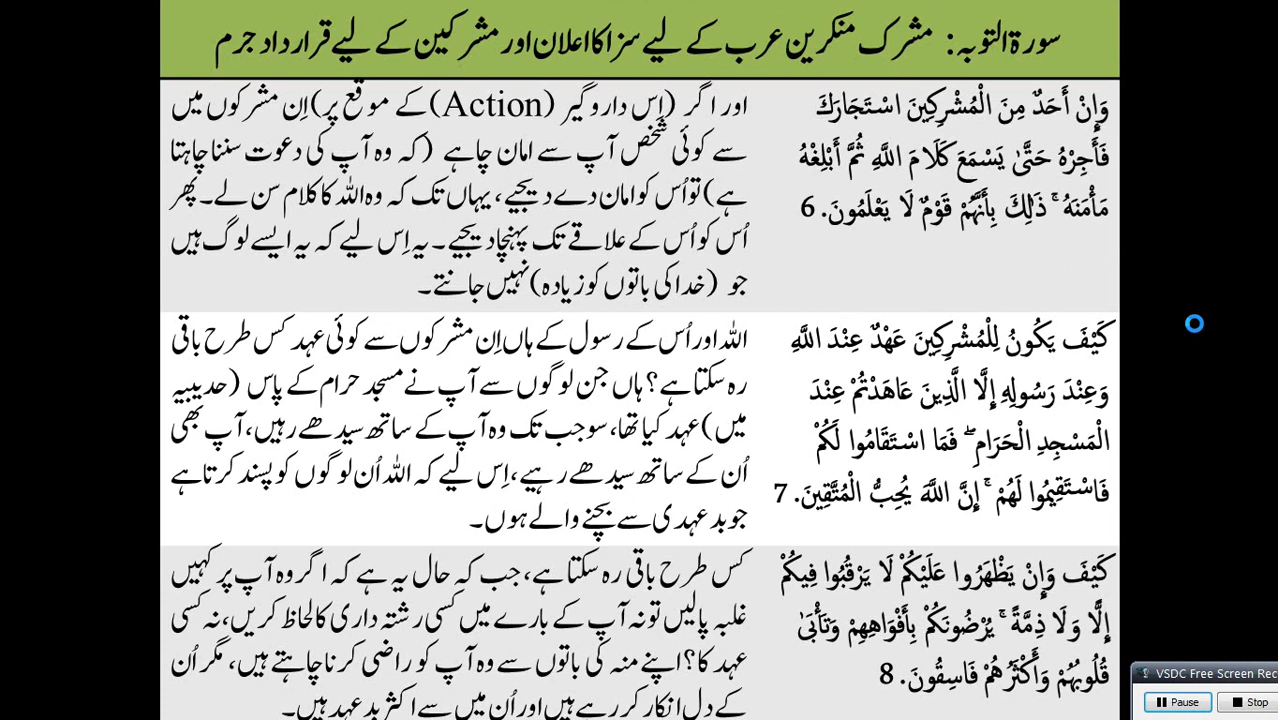 سورۃ التوبہ: مشرک منکرین عرب کے لیے سزا کا اعلان اور مشرکین کے لیے قرار داد جرم
وَإِنْ أَحَدٌ مِنَ الْمُشْرِكِينَ اسْتَجَارَكَ
فَأَجِرْهُ حَتَّىٰ يَسْمَعَ كَلَامَ اللَّهِ ثُمَّ أَبْلِغْهُ
مَأْمَنَهُ ۚ ذَٰلِكَ بِأَنَّهُمْ قَوْمٌ لَا يَعْلَمُونَ. 6
اور اگر (اِس دار و گیر (Action) کے موقع پر) اِن مشرکوں میں
سے کوئی شخص آپ سے امان چاہے (کہ وہ آپ کی دعوت سننا چاہتا
ہے) تو اُس کو امان دے دیجیے، یہاں تک کہ وہ اللہ کا کلام سن لے۔ پھر
اُس کو اُس کے علاقے تک پہنچا دیجیے۔ یہ اِس لیے کہ یہ ایسے لوگ ہیں
جو (خدا کی باتوں کو زیادہ) نہیں جانتے۔
كَيْفَ يَكُونُ لِلْمُشْرِكِينَ عَهْدٌ عِنْدَ اللَّهِ
وَعِنْدَ رَسُولِهِ إِلَّا الَّذِينَ عَاهَدْتُمْ عِنْدَ
الْمَسْجِدِ الْحَرَامِ ۖ فَمَا اسْتَقَامُوا لَكُمْ
فَاسْتَقِيمُوا لَهُمْ ۚ إِنَّ اللَّهَ يُحِبُّ الْمُتَّقِينَ. 7
اللہ اور اُس کے رسول کے ہاں اِن مشرکوں سے کوئی عہد کس طرح باقی
رہ سکتا ہے؟ ہاں جن لوگوں سے آپ نے مسجد حرام کے پاس (حدیبیہ
میں) عہد کیا تھا، سو جب تک وہ آپ کے ساتھ سیدھے رہیں، آپ بھی
اُن کے ساتھ سیدھے رہیے، اِس لیے کہ اللہ اُن لوگوں کو پسند کرتا ہے
جو بد عہدی سے بچنے والے ہوں۔
كَيْفَ وَإِنْ يَظْهَرُوا عَلَيْكُمْ لَا يَرْقُبُوا فِيكُمْ
إِلًّا وَلَا ذِمَّةً ۚ يُرْضُونَكُمْ بِأَفْوَاهِهِمْ وَتَأْبَىٰ
قُلُوبُهُمْ وَأَكْثَرُهُمْ فَاسِقُونَ. 8
کس طرح باقی رہ سکتا ہے، جب کہ حال یہ ہے کہ اگر وہ آپ پر کہیں
غلبہ پالیں تو نہ آپ کے بارے میں کسی رشتہ داری کا لحاظ کریں، نہ کسی
عہد کا؟ اپنے منہ کی باتوں سے وہ آپ کو راضی کرنا چاہتے ہیں، مگر اُن
کے دل انکار کر رہے ہیں اور اُن میں سے اکثر بد عہد ہیں۔
VSDC Free Screen Rec
Pause
Stop